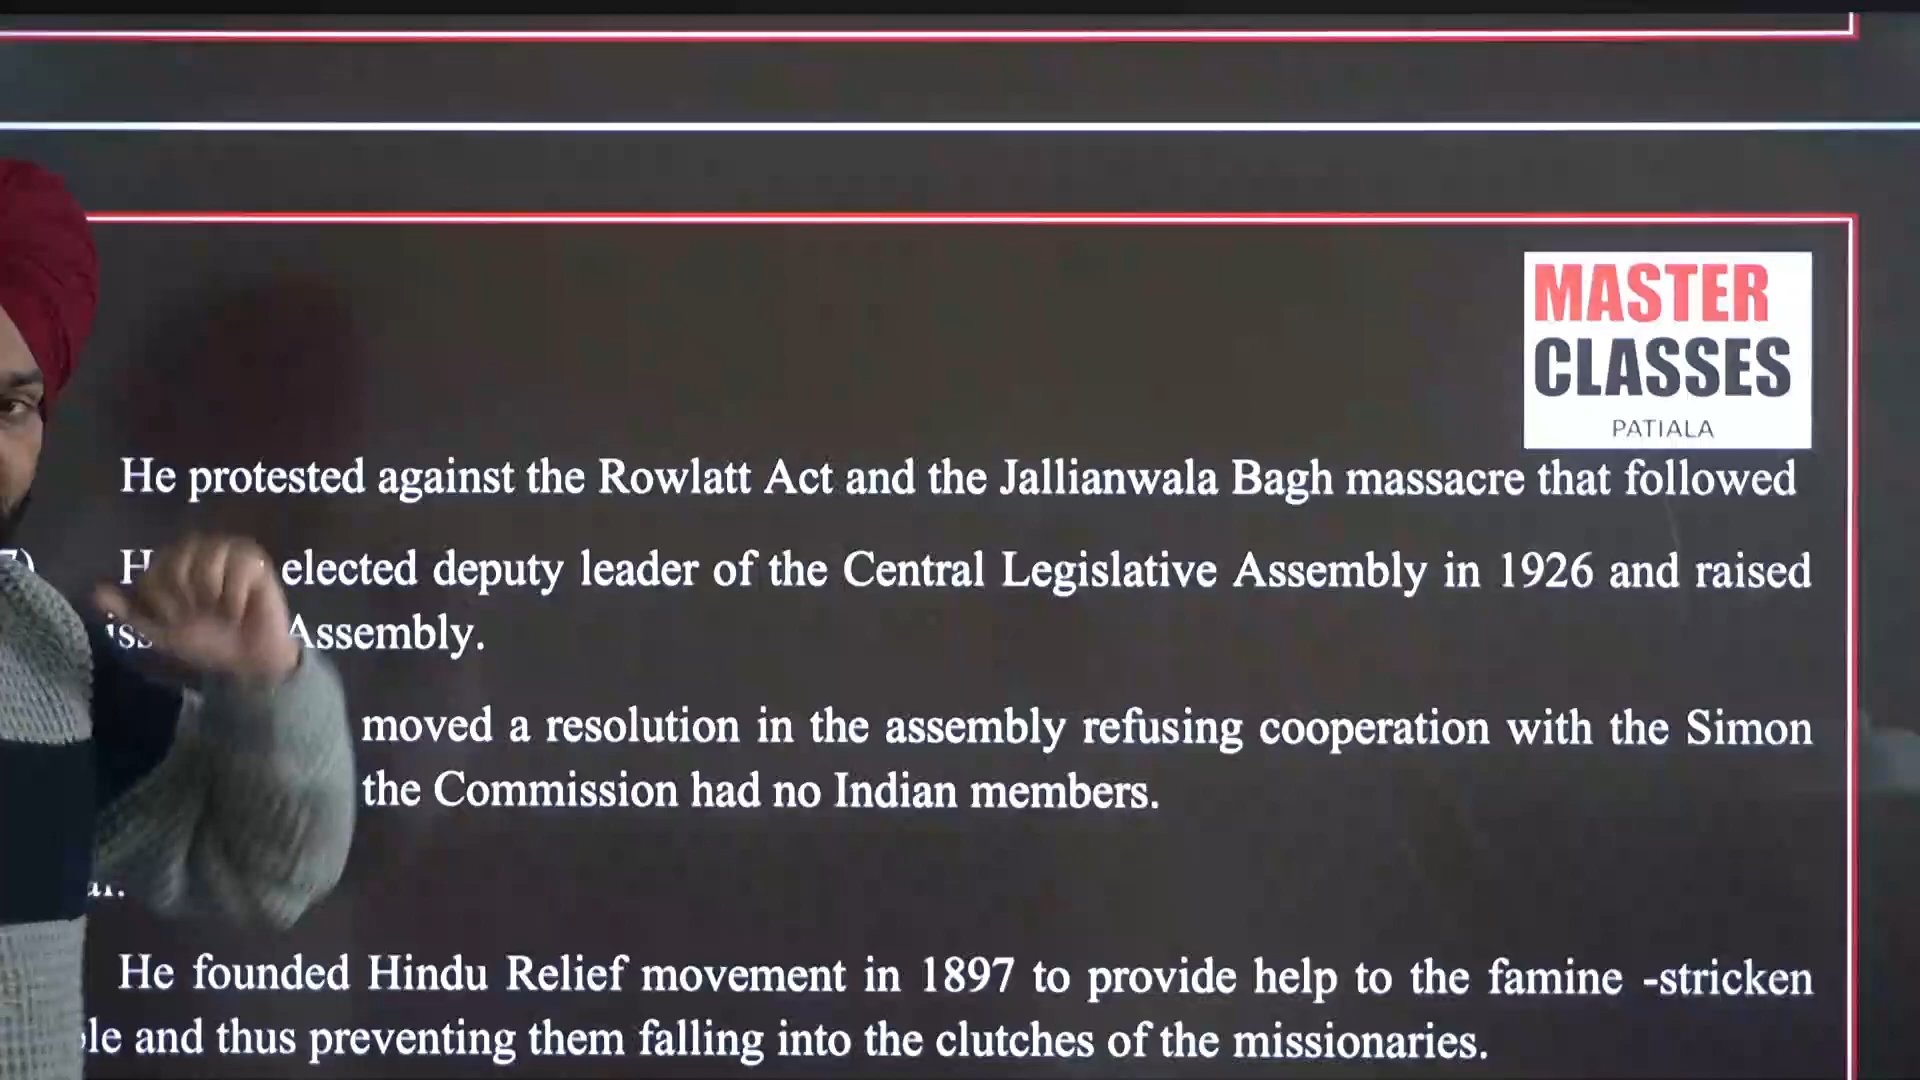 MASTER
CLASSES
PATIALA
He protested against the Rowlatt Act and the Jallianwala Bagh massacre that followed
7) elected deputy leader of the Central Legislative Assembly in 1926 and raised
Assembly.
moved a resolution in the assembly refusing cooperation with the Simon
the Commission had no Indian members.
He founded Hindu Relief movement in 1897 to provide help to the famine -stricken
and thus preventing them falling into the clutches of the missionaries.